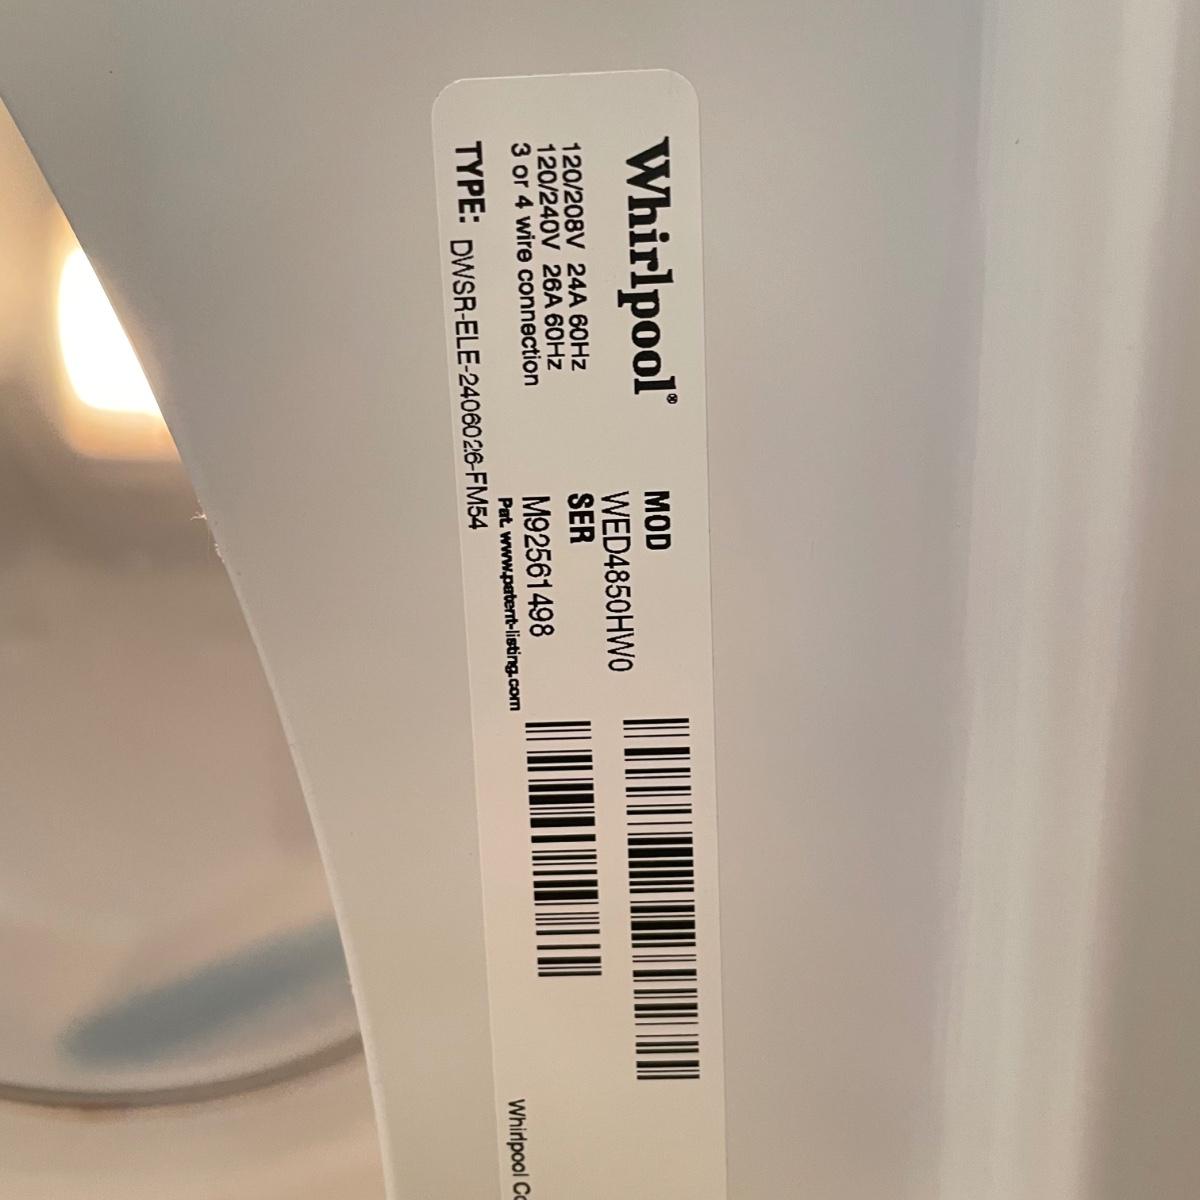 Whirlpool®
120/208V 24A 60Hz
120/240V 26A 60Hz
3 or 4 wire connection
TYPE: DWSR-ELE-2406026-FM54
MOD
WED4850HW0
SER
M92561498
Pat. www.patent-listing.com
Whirlpool Co